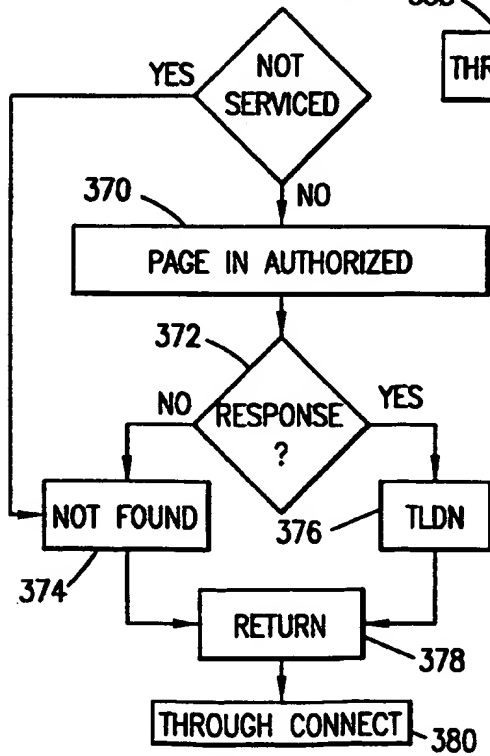 YES
NOT
SERVICED
THR
370
NO
PAGE IN AUTHORIZED
372
NO
RESPONSE
?
YES
NOT FOUND
376
TLDN
374
RETURN
378
THROUGH CONNECT
380